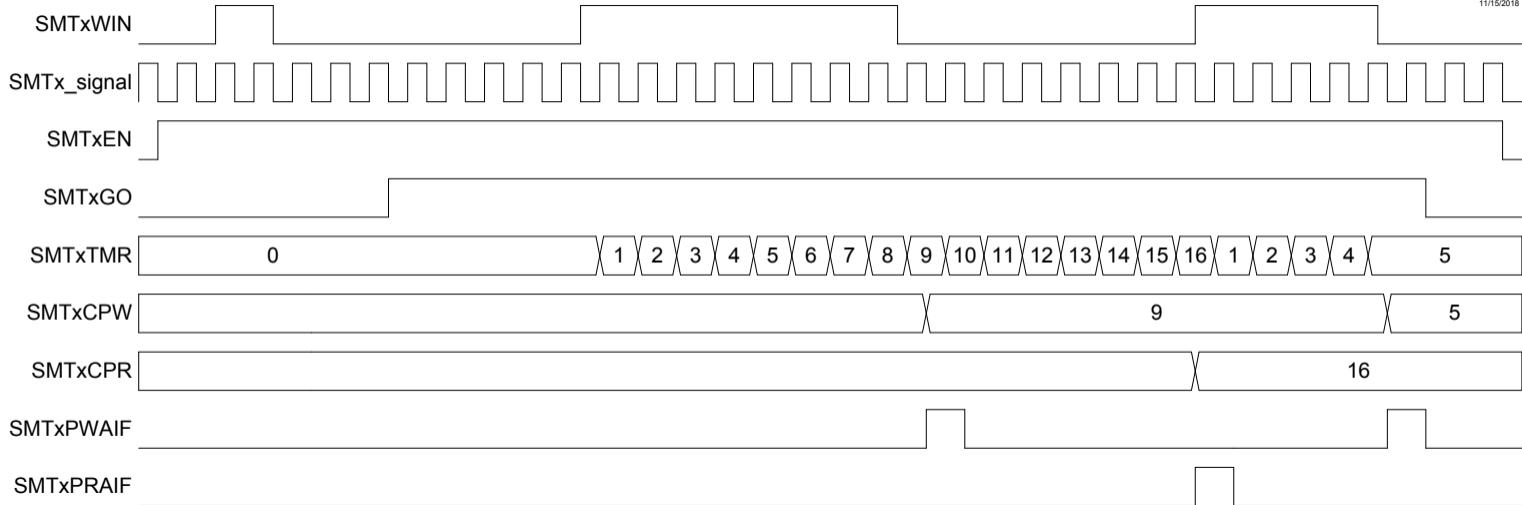 11/15/2018
SMTxWIN
SMTx_signal
SMTxEN
SMTxGO
SMTxTMR 0 1 2 3 4 5 6 7 8 9 10 11 12 13 14 15 16 1 2 3 4 5
SMTxCPW 9 5
SMTxCPR 16
SMTxPWAIF
SMTxPRAIF